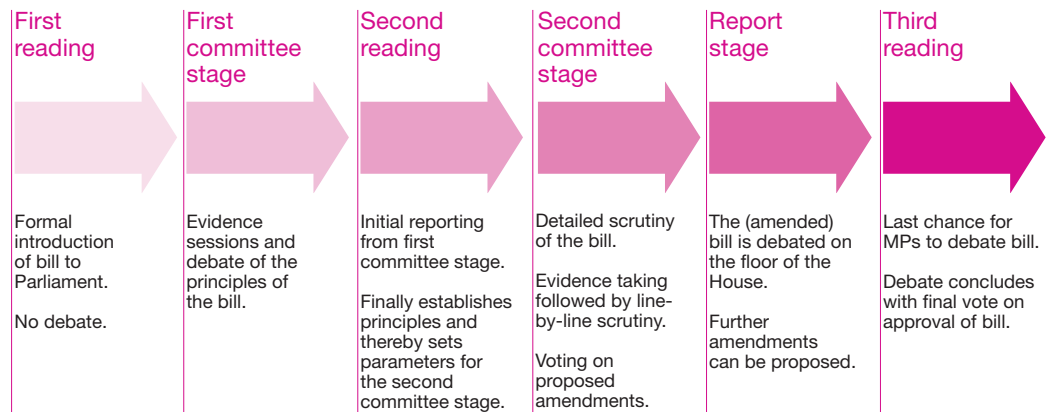 First
reading
First
committee
stage
Second
reading
Second
committee
stage
Report
stage
Third
reading
Formal
introduction
of bill to
Parliament.
No debate.
Evidence
sessions and
debate of the
principles of
the bill.
Initial reporting
from first
committee stage.
Finally establishes
principles and
thereby sets
parameters for
the second
committee stage.
Detailed scrutiny
of the bill.
Evidence taking
followed by line-
by-line scrutiny.
Voting on
proposed
amendments.
The (amended)
bill is debated on
the floor of the
House.
Further
amendments
can be proposed.
Last chance for
MPs to debate bill.
Debate concludes
with final vote on
approval of bill.